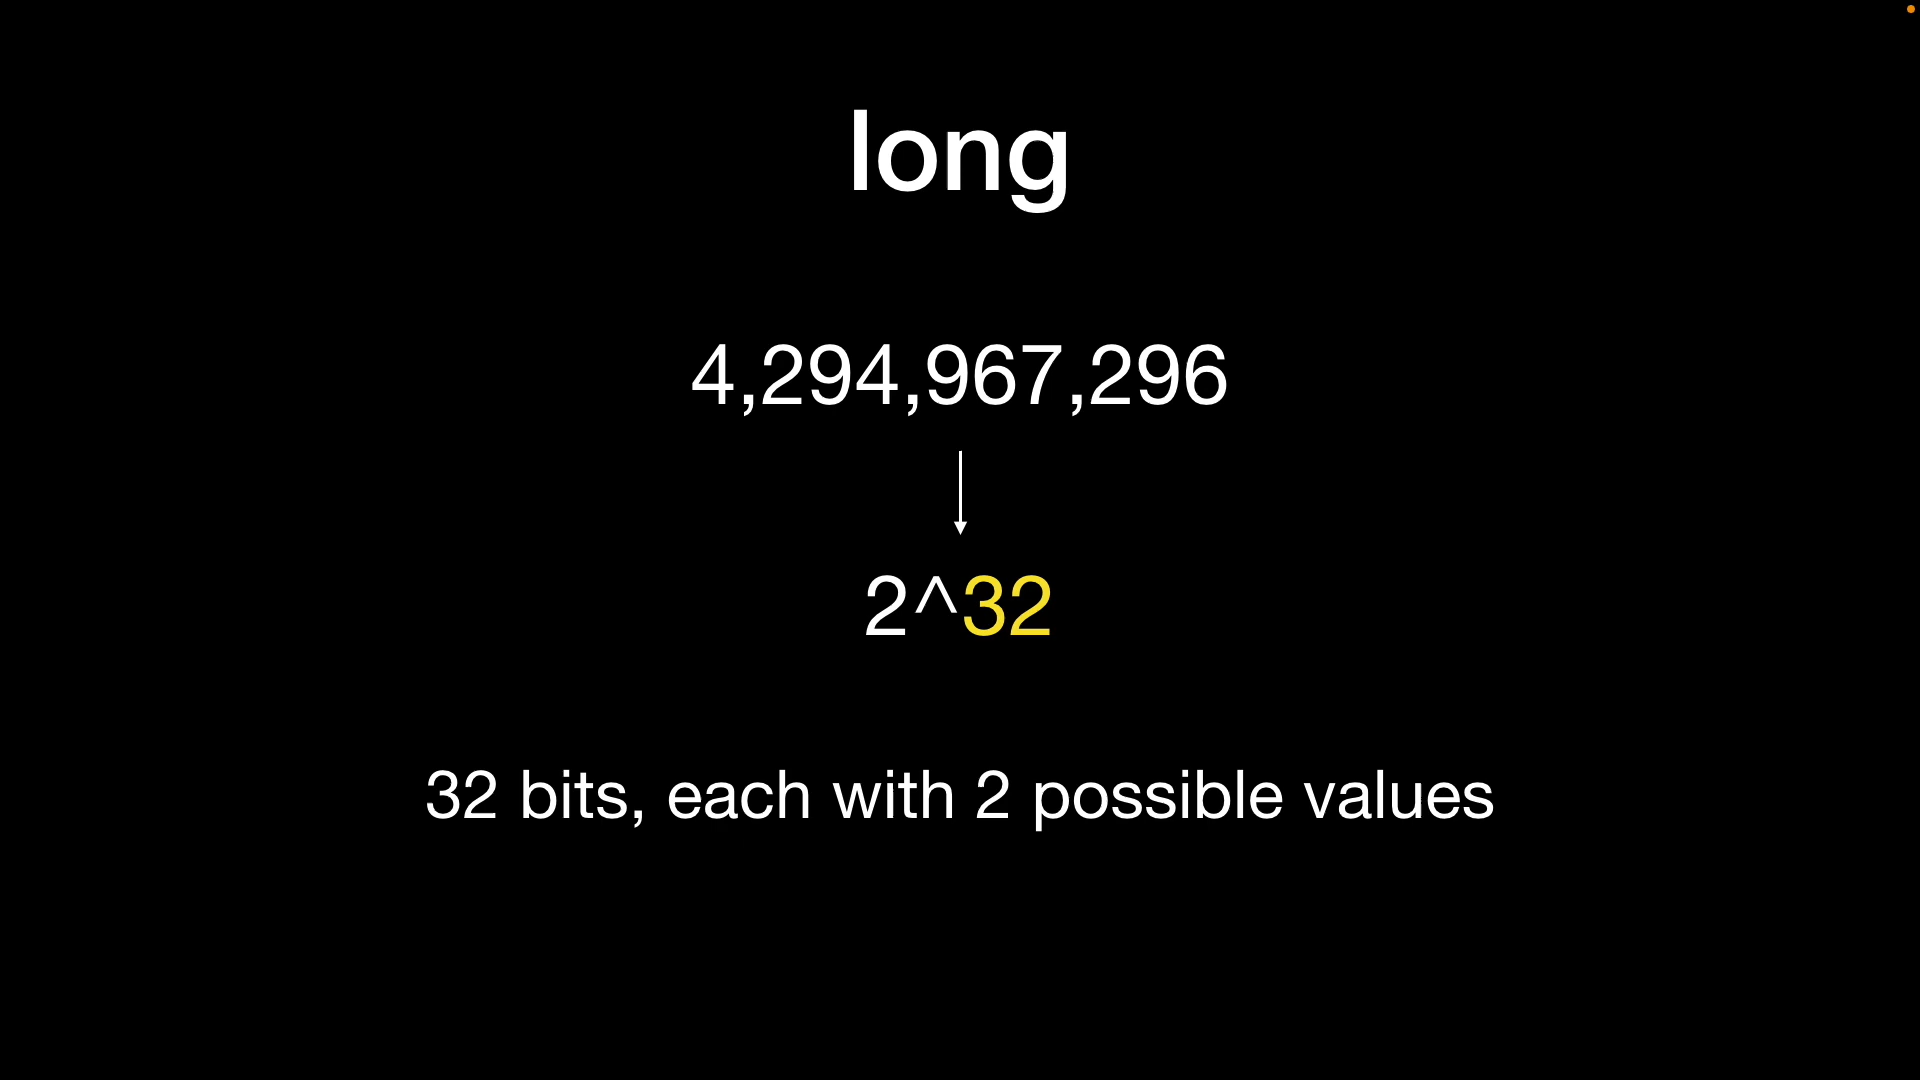 long
4,294,967,296
2^32
32 bits, each with 2 possible values